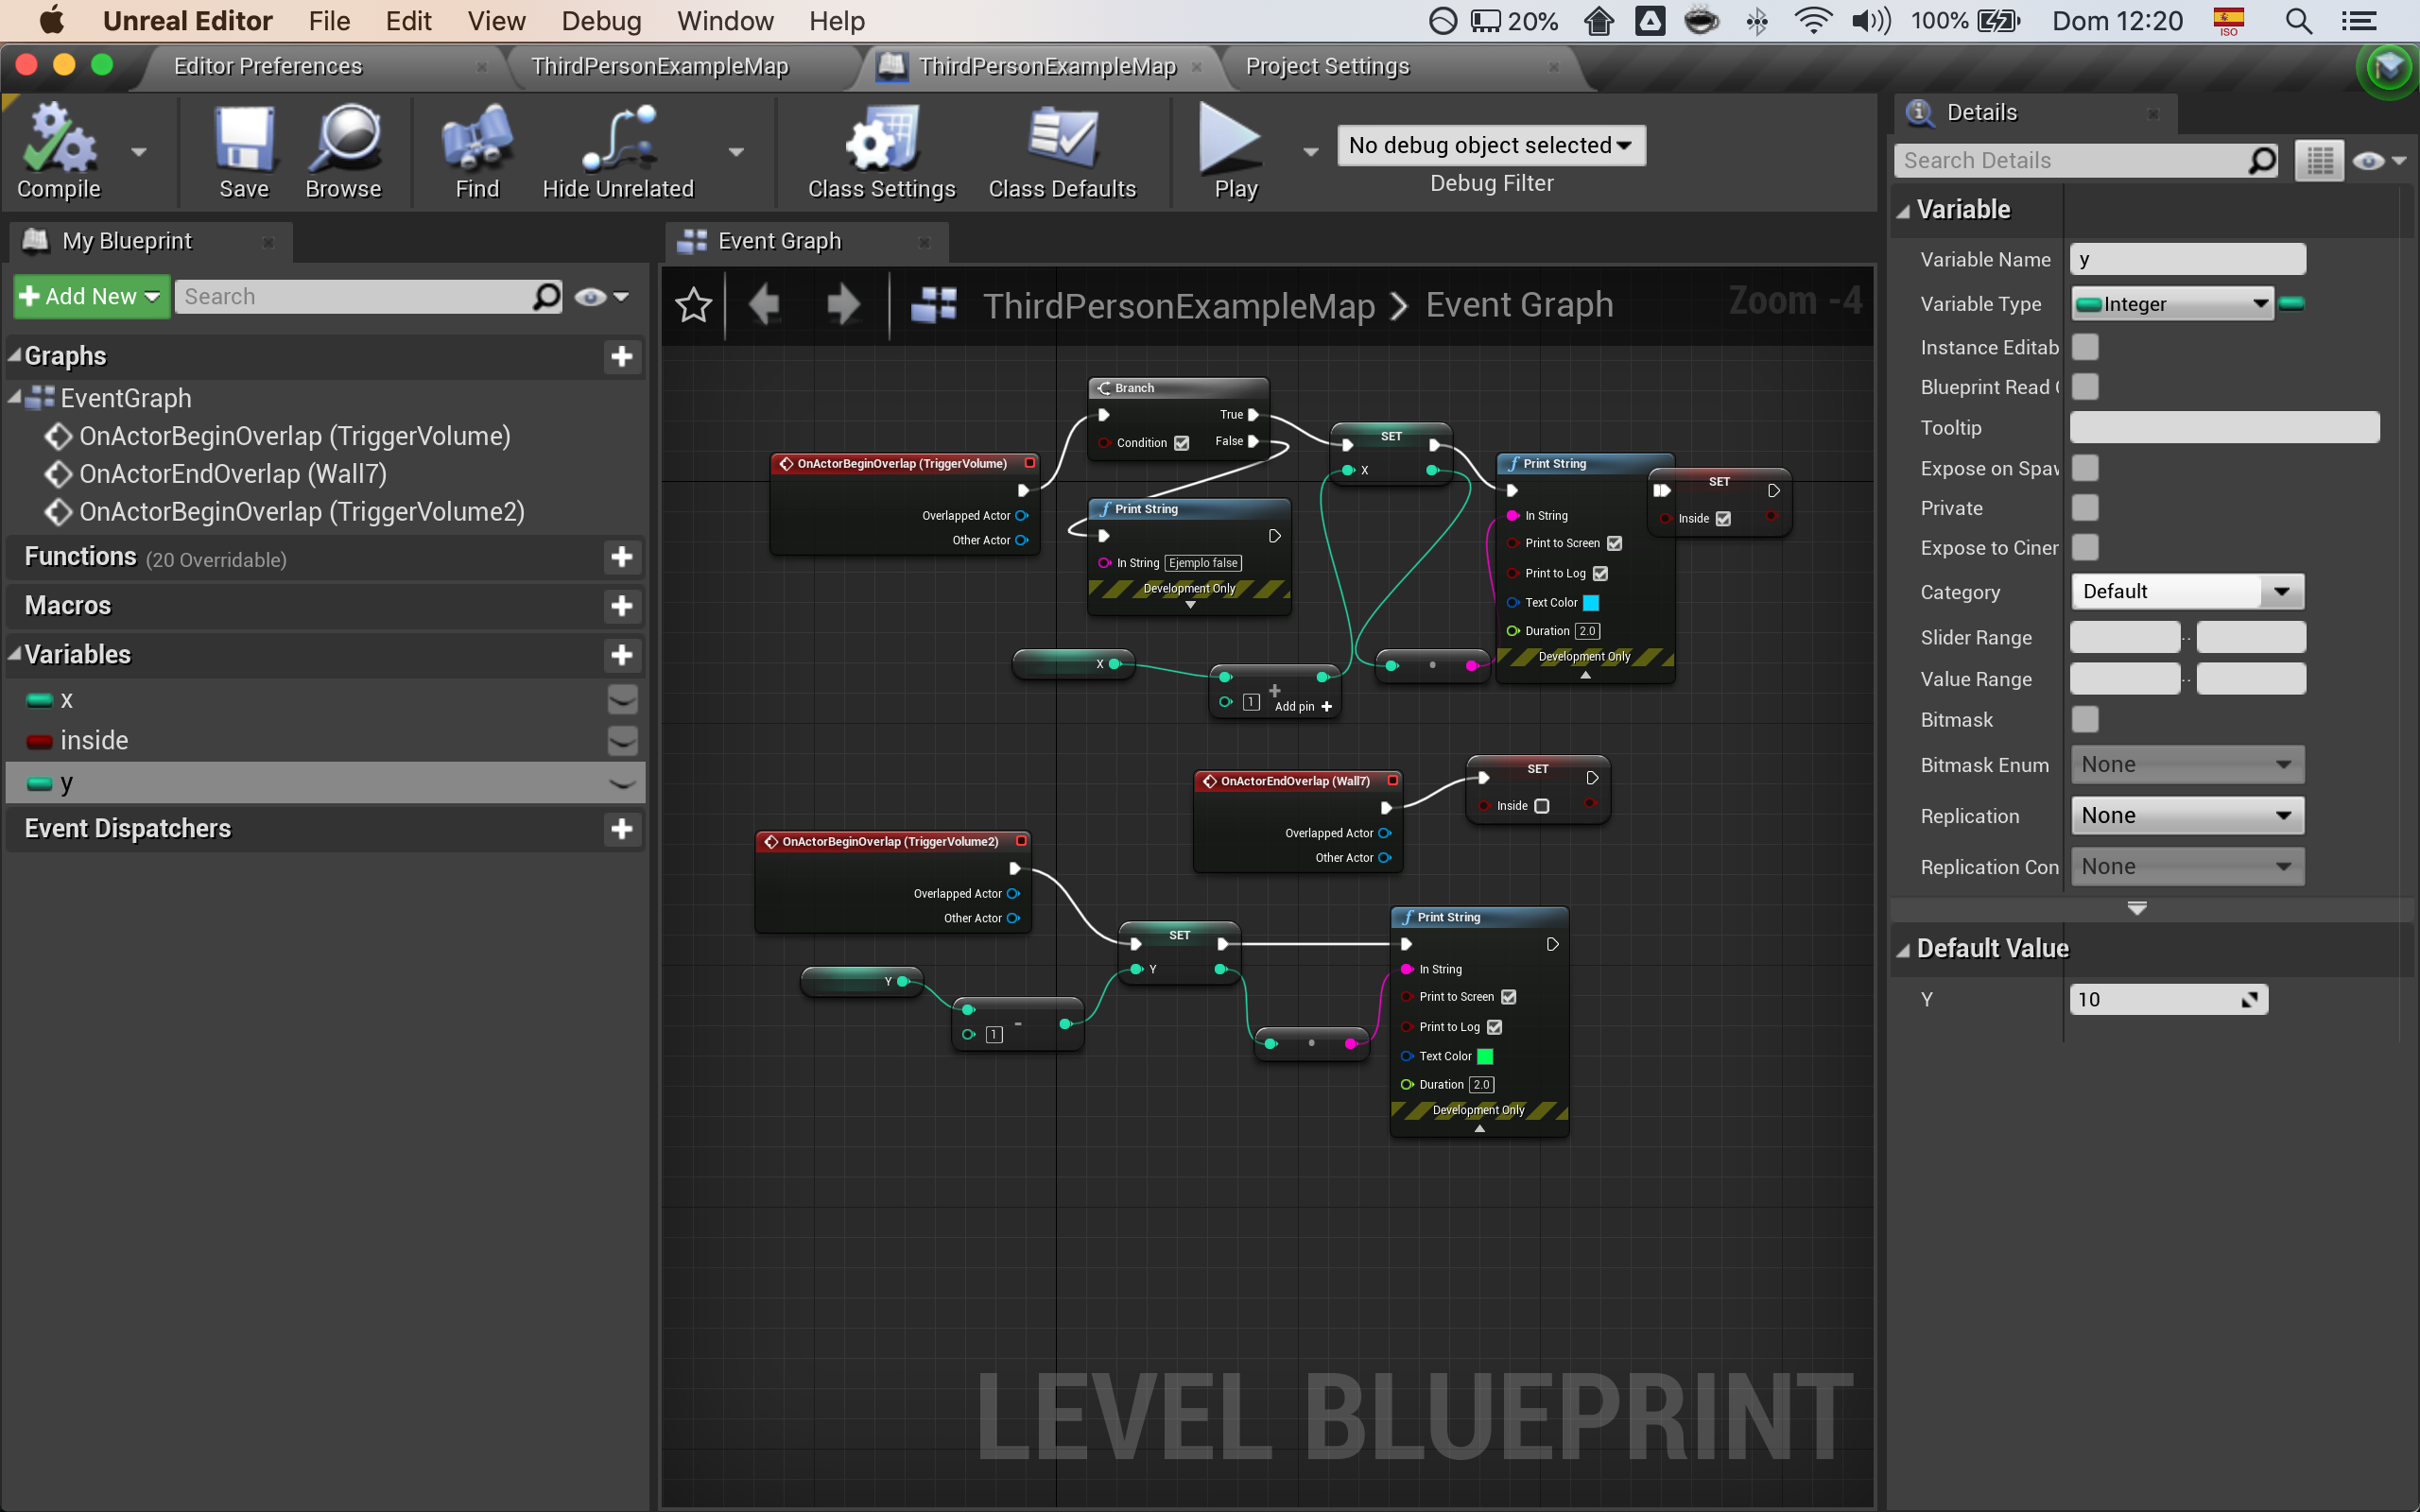 Unreal Editor File Edit View Debug Window Help 20% 100% Dom 12:20 ISO
Editor Preferences ThirdPersonExampleMap ThirdPersonExampleMap Project Settings
Compile Save Browse Find Hide Unrelated Class Settings Class Defaults Play
No debug object selected
Debug Filter
My Blueprint
Add New Search
Graphs
EventGraph
OnActorBeginOverlap (TriggerVolume)
OnActorEndOverlap (Wall7)
OnActorBeginOverlap (TriggerVolume2)
Functions (20 Overridable)
Macros
Variables
x
inside
y
Event Dispatchers
Event Graph
ThirdPersonExampleMap > Event Graph
Zoom -4
Branch
True
Condition False
OnActorBeginOverlap (TriggerVolume)
Overlapped Actor
Other Actor
Print String
In String Ejemplo false
Development Only
SET
X
Print String
In String
Print to Screen
Print to Log
Text Color
Duration 2.0
Development Only
SET
Inside
X
1 + Add pin +
OnActorEndOverlap (Wall7)
Overlapped Actor
Other Actor
SET
Inside
OnActorBeginOverlap (TriggerVolume2)
Overlapped Actor
Other Actor
SET
Y
Y
1 -
Print String
In String
Print to Screen
Print to Log
Text Color
Duration 2.0
Development Only
LEVEL BLUEPRINT
Details
Search Details
Variable
Variable Name y
Variable Type Integer
Instance Editab
Blueprint Read
Tooltip
Expose on Spaw
Private
Expose to Ciner
Category Default
Slider Range
Value Range
Bitmask
Bitmask Enum None
Replication None
Replication Con None
Default Value
Y 10